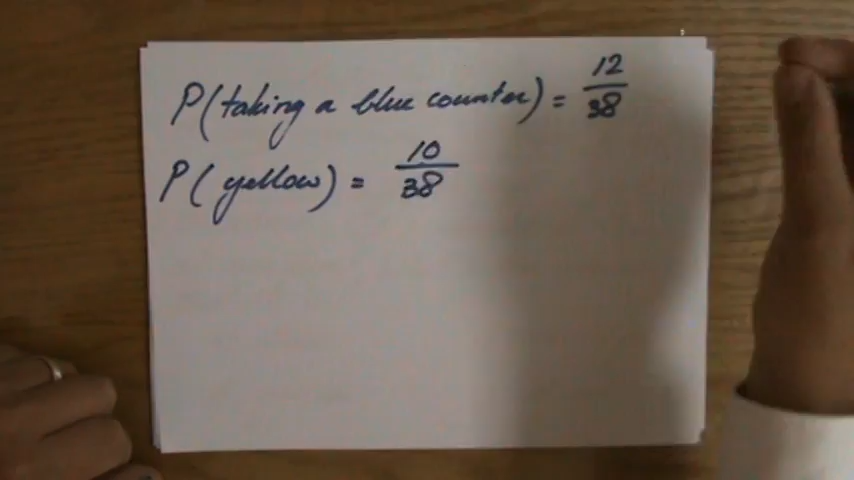 P(taking a blue counter) = 12/38
P(yellow) = 10/38